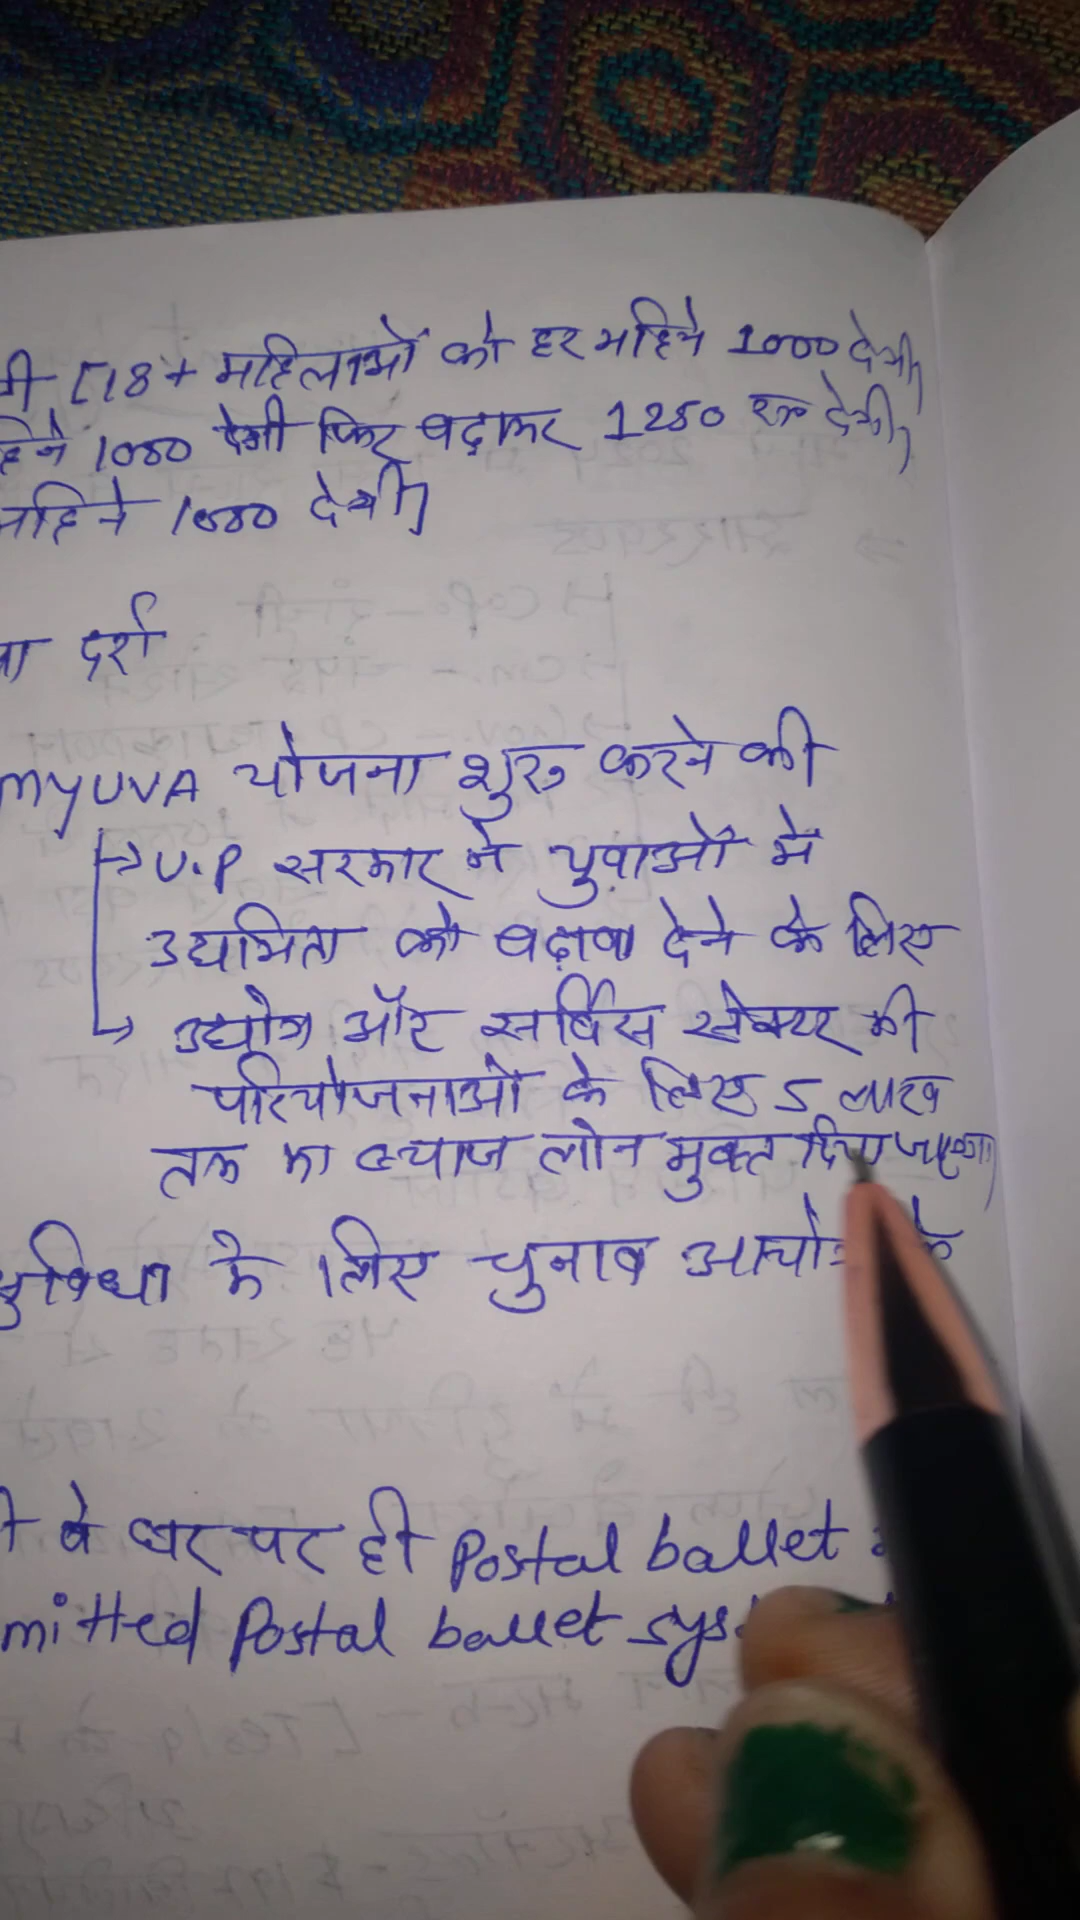 [18+ महिलाओं को हर महिने 1000 देगी]
1000 देगी फिर बढ़ाकर 1250 रू देगी]
महिने 1000 देगी]
दर्रा
MYUVA योजना शुरु करने की
→ U.P सरकार ने युवाओं में
उद्यमिता को बढ़ावा देने के लिए
→ उद्योग और सर्विस सेक्टर की
परियोजनाओं के लिए 5 लाख
तक का ब्याज लोन मुक्त दिया जाएगा
सुविधा के लिए चुनाव आयोग के
वे घर पर ही Postal ballet
mitted Postal ballet sys